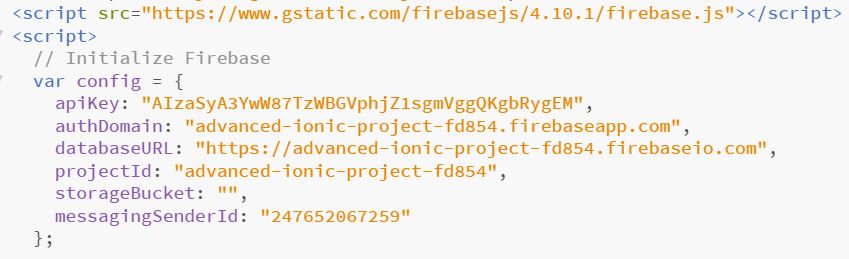 <script src="https://www.gstatic.com/firebasejs/4.10.1/firebase.js"></script>
<script>
// Initialize Firebase
var config = {
apiKey: "AIzaSyA3YwW87TzWBGVphjZ1sgmVggQKgbRygEM",
authDomain: "advanced-ionic-project-fd854.firebaseapp.com",
databaseURL: "https://advanced-ionic-project-fd854.firebaseio.com",
projectId: "advanced-ionic-project-fd854",
storageBucket: "",
messagingSenderId: "247652067259"
};